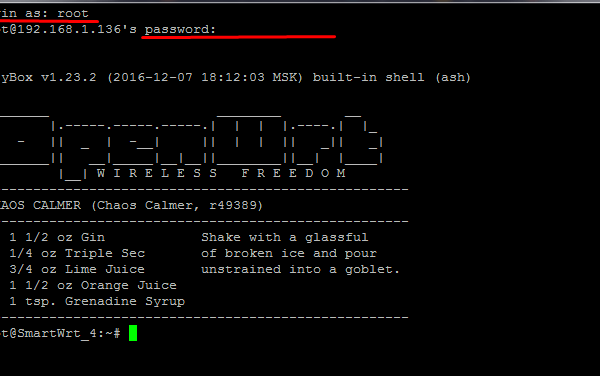 in as: root
t@192.168.1.136's password:
yBox v1.23.2 (2016-12-07 18:12:03 MSK) built-in shell (ash)
OpenWrt
W I R E L E S S   F R E E D O M
-----------------------------------------------------
AOS CALMER (Chaos Calmer, r49389)
-----------------------------------------------------
1 1/2 oz Gin            Shake with a glassful
1/4 oz Triple Sec       of broken ice and pour
3/4 oz Lime Juice       unstrained into a goblet.
1 1/2 oz Orange Juice
1 tsp. Grenadine Syrup
-----------------------------------------------------
t@SmartWrt_4:~#